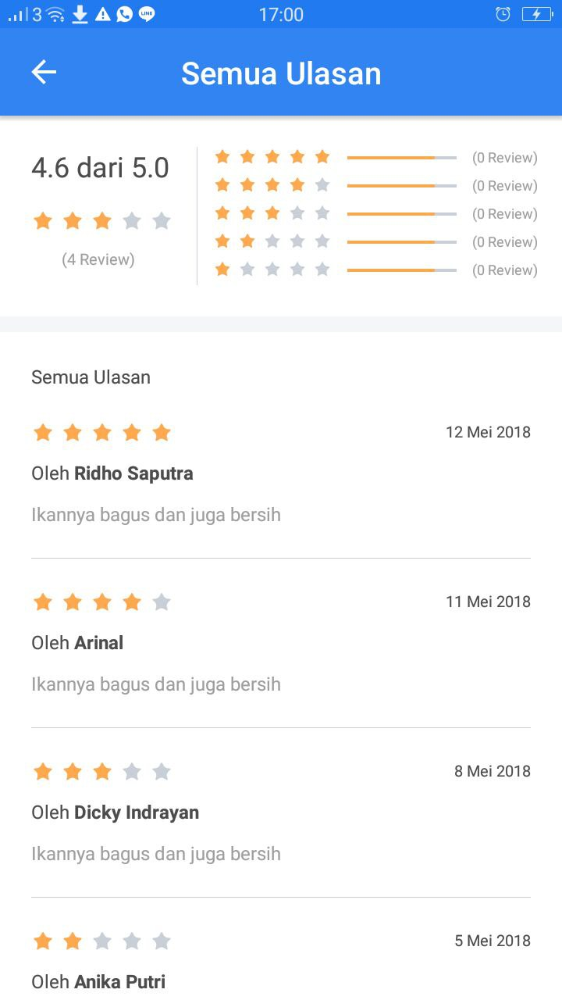 3 LINE 17:00
Semua Ulasan
4.6 dari 5.0
(4 Review)
(0 Review)
(0 Review)
(0 Review)
(0 Review)
(0 Review)
Semua Ulasan
12 Mei 2018
Oleh Ridho Saputra
Ikannya bagus dan juga bersih
11 Mei 2018
Oleh Arinal
Ikannya bagus dan juga bersih
8 Mei 2018
Oleh Dicky Indrayan
Ikannya bagus dan juga bersih
5 Mei 2018
Oleh Anika Putri